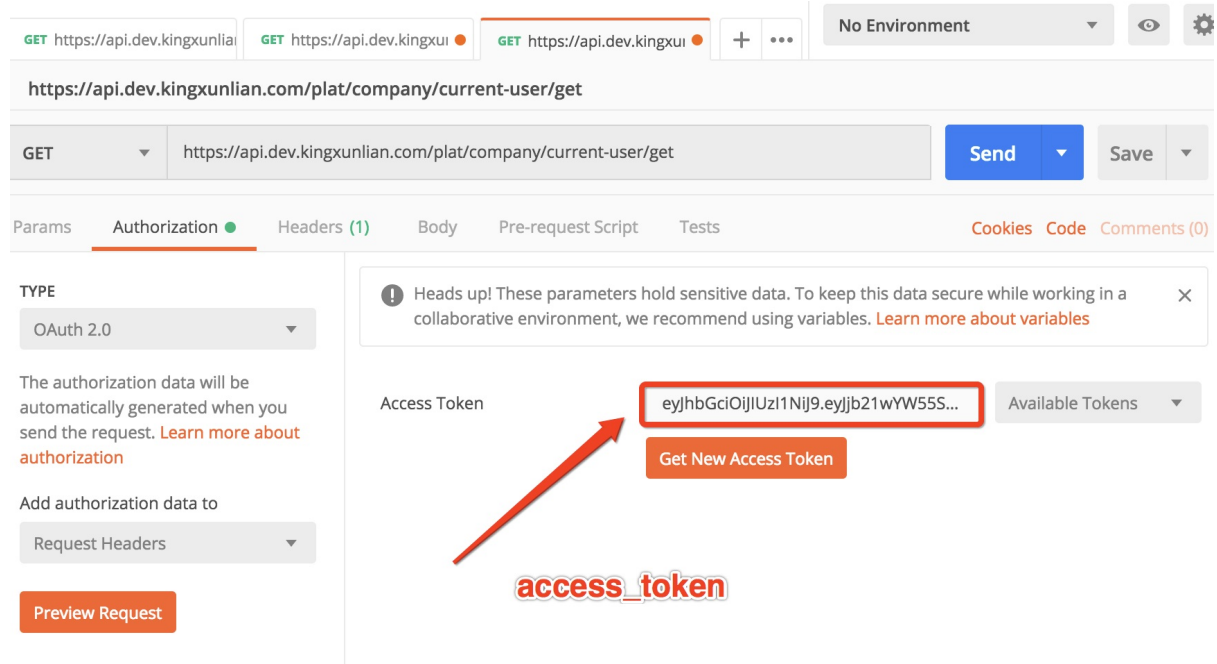 GET https://api.dev.kingxunlian
GET https://api.dev.kingxu
GET https://api.dev.kingxu
+
•••
No Environment
https://api.dev.kingxunlian.com/plat/company/current-user/get
GET
https://api.dev.kingxunlian.com/plat/company/current-user/get
Send
Save
Params
Authorization
Headers (1)
Body
Pre-request Script
Tests
Cookies
Code
Comments (0)
TYPE
OAuth 2.0
The authorization data will be
automatically generated when you
send the request. Learn more about
authorization
Add authorization data to
Request Headers
Preview Request
Heads up! These parameters hold sensitive data. To keep this data secure while working in a
collaborative environment, we recommend using variables. Learn more about variables
Access Token
eyJhbGciOiJIUzI1NiJ9.eyJjb21wYW55S...
Available Tokens
Get New Access Token
access_token